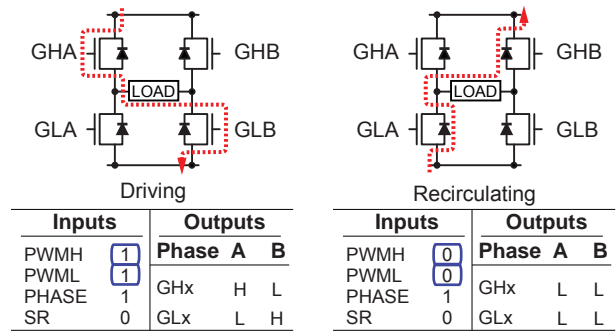 GHA GHB
LOAD
GLA GLB
Driving
Inputs Outputs
PWMH 1 Phase A B
PWML 1
PHASE 1 GHx H L
SR 0 GLx L H
GHA GHB
LOAD
GLA GLB
Recirculating
Inputs Outputs
PWMH 0 Phase A B
PWML 0
PHASE 1 GHx L L
SR 0 GLx L L